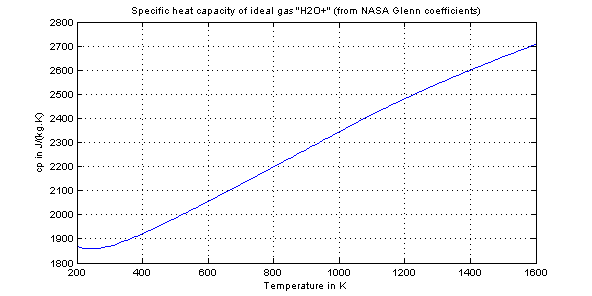 Specific heat capacity of ideal gas "H2O+" (from NASA Glenn coefficients)
2800
2700
2600
2500
2400
2300
2200
2100
2000
1900
1800
cp in J/(kg.K)
200 400 600 800 1000 1200 1400 1600
Temperature in K